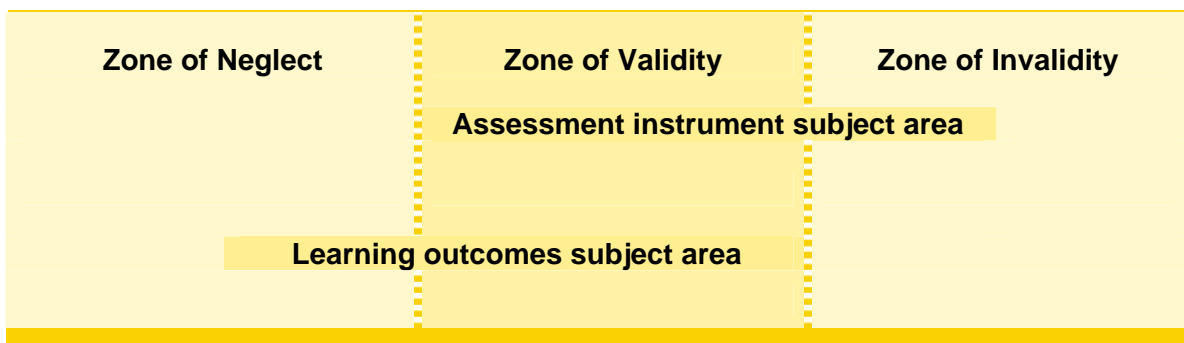 Zone of Neglect
Zone of Validity
Zone of Invalidity
Assessment instrument subject area
Learning outcomes subject area